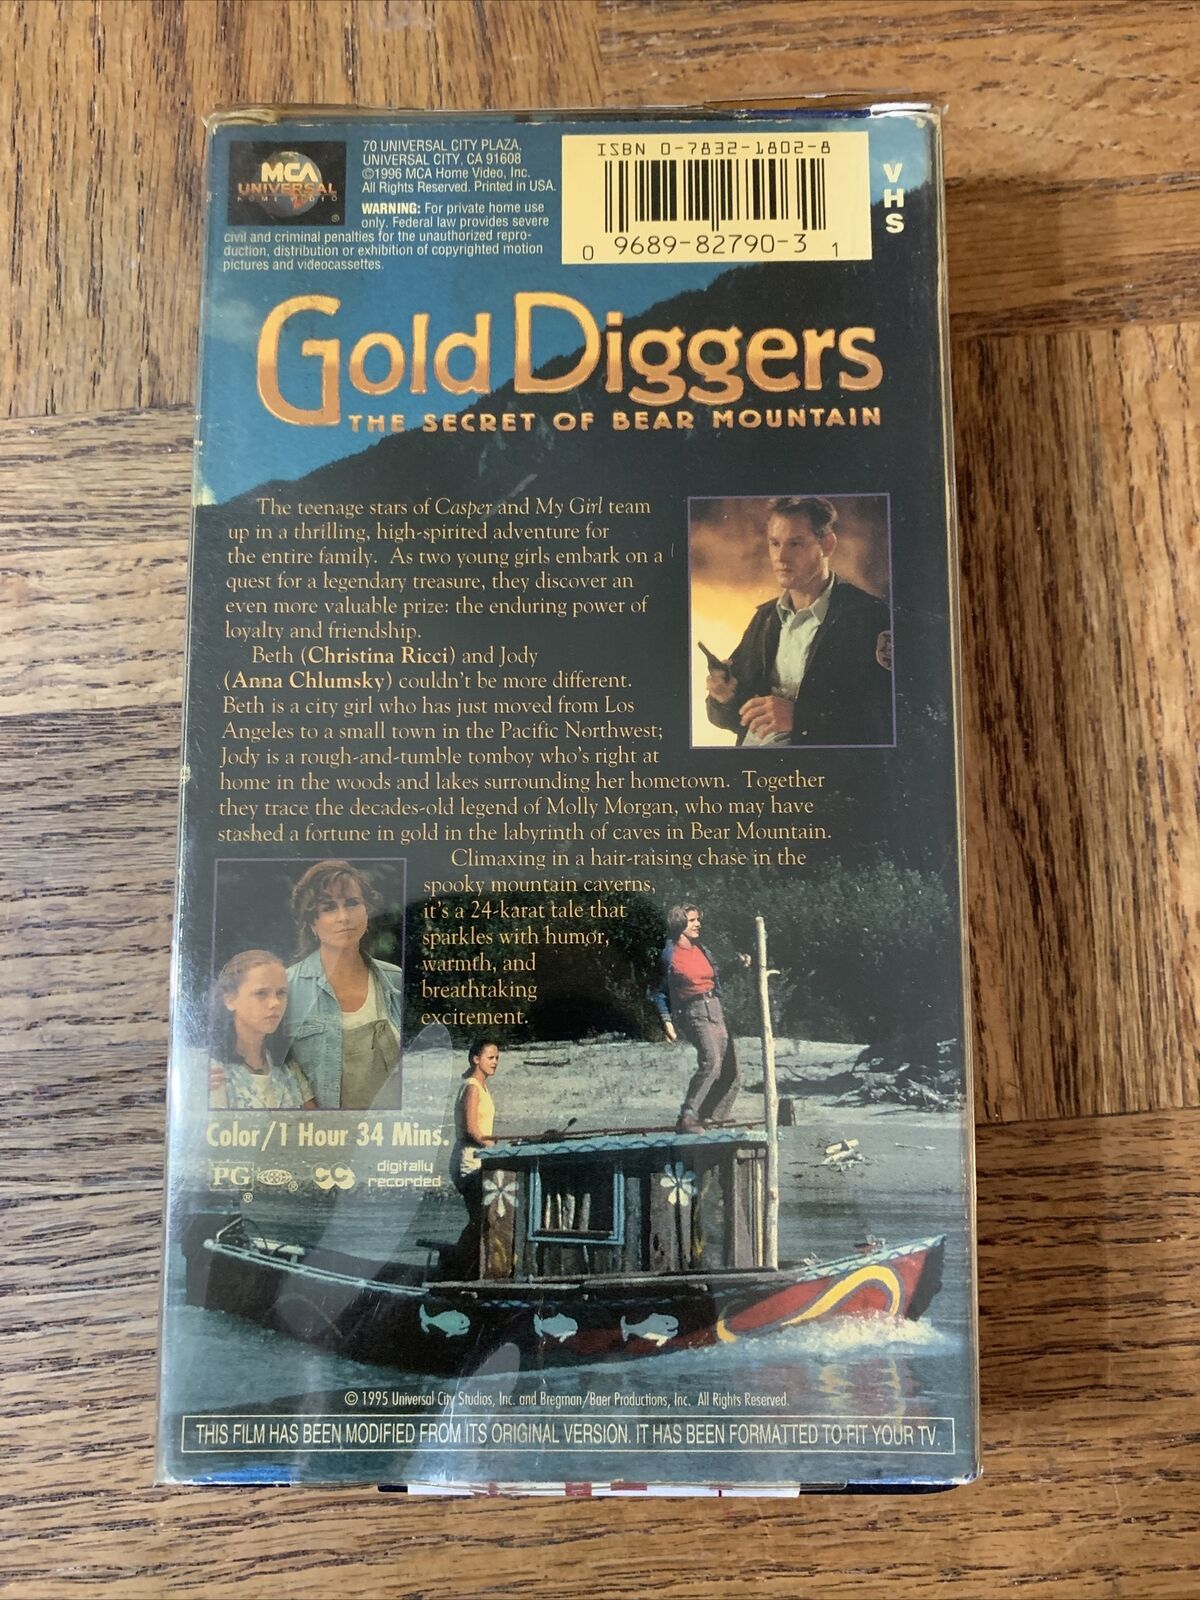 MCA
UNIVERSAL
HOME VIDEO
®
70 UNIVERSAL CITY PLAZA,
UNIVERSAL CITY, CA 91608
©1996 MCA Home Video, Inc.
All Rights Reserved. Printed in USA.
WARNING: For private home use
only. Federal law provides severe
civil and criminal penalties for the unauthorized repro-
duction, distribution or exhibition of copyrighted motion
pictures and videocassettes.
ISBN 0-7832-1802-8
0 9689-82790-3 1
VHS
Gold Diggers
THE SECRET OF BEAR MOUNTAIN
The teenage stars of Casper and My Girl team
up in a thrilling, high-spirited adventure for
the entire family. As two young girls embark on a
quest for a legendary treasure, they discover an
even more valuable prize: the enduring power of
loyalty and friendship.
Beth (Christina Ricci) and Jody
(Anna Chlumsky) couldn't be more different.
Beth is a city girl who has just moved from Los
Angeles to a small town in the Pacific Northwest;
Jody is a rough-and-tumble tomboy who's right at
home in the woods and lakes surrounding her hometown. Together
they trace the decades-old legend of Molly Morgan, who may have
stashed a fortune in gold in the labyrinth of caves in Bear Mountain.
Climaxing in a hair-raising chase in the
spooky mountain caverns,
it's a 24-karat tale that
sparkles with humor,
warmth, and
breathtaking
excitement.
Color/1 Hour 34 Mins.
PG ® ® CC digitally
recorded
© 1995 Universal City Studios, Inc. and Bregman/Baer Productions, Inc. All Rights Reserved.
THIS FILM HAS BEEN MODIFIED FROM ITS ORIGINAL VERSION. IT HAS BEEN FORMATTED TO FIT YOUR TV.